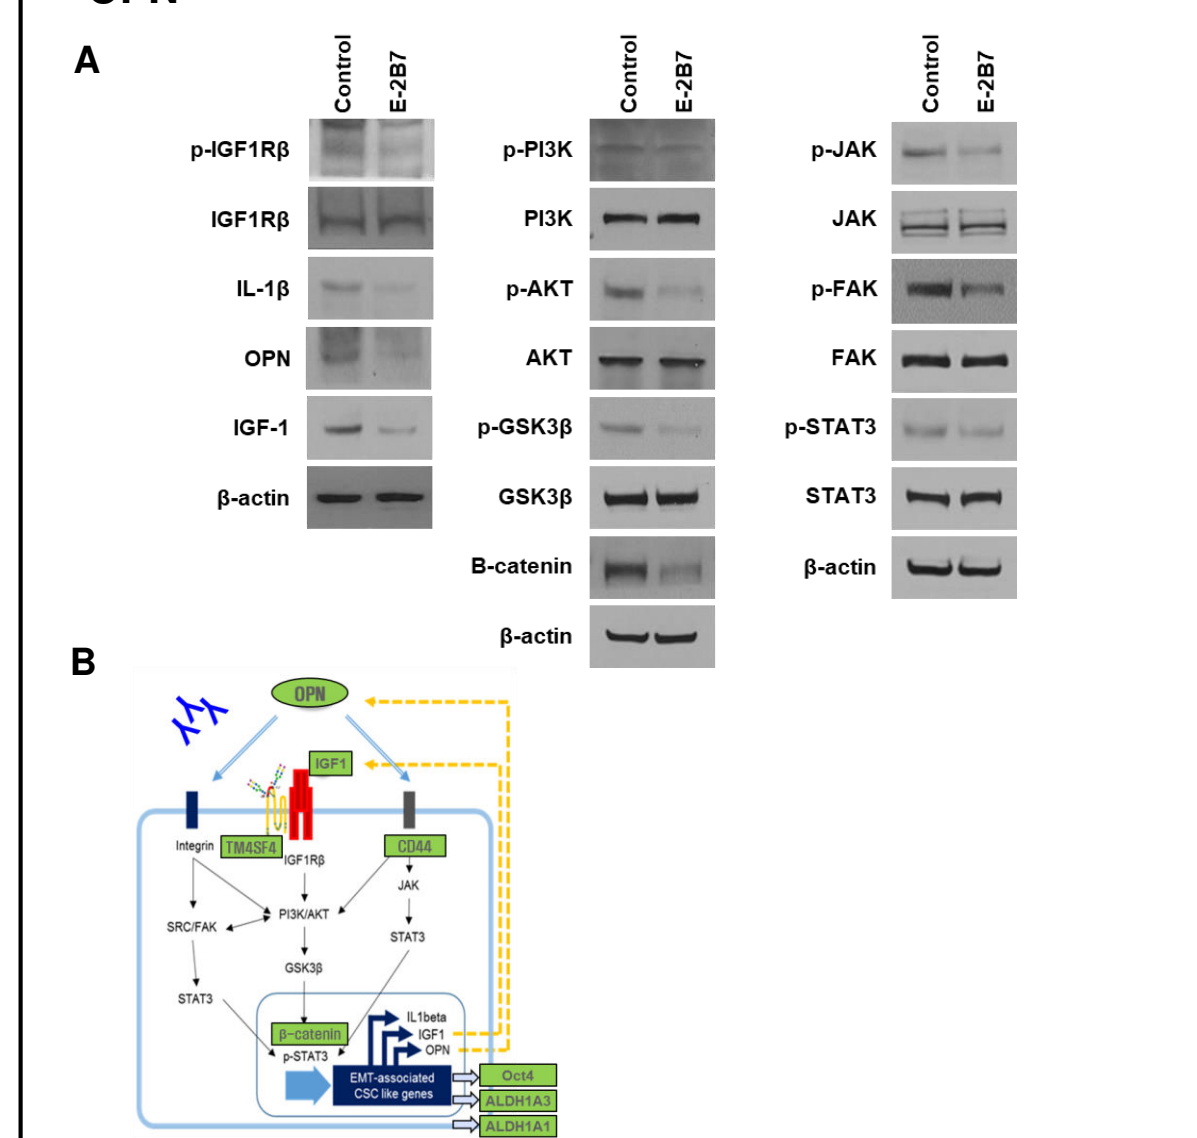 OPN
A
Control
E-2B7
p-IGF1Rβ
IGF1Rβ
IL-1β
OPN
IGF-1
β-actin
Control
E-2B7
p-PI3K
PI3K
p-AKT
AKT
p-GSK3β
GSK3β
B-catenin
β-actin
Control
E-2B7
p-JAK
JAK
p-FAK
FAK
p-STAT3
STAT3
β-actin
B
OPN
IGF1
Integrin
TM4SF4
IGF1Rβ
CD44
JAK
PI3K/AKT
SRC/FAK
STAT3
GSK3β
STAT3
β-catenin
p-STAT3
IL1beta
IGF1
OPN
EMT-associated
CSC like genes
Oct4
ALDH1A3
ALDH1A1